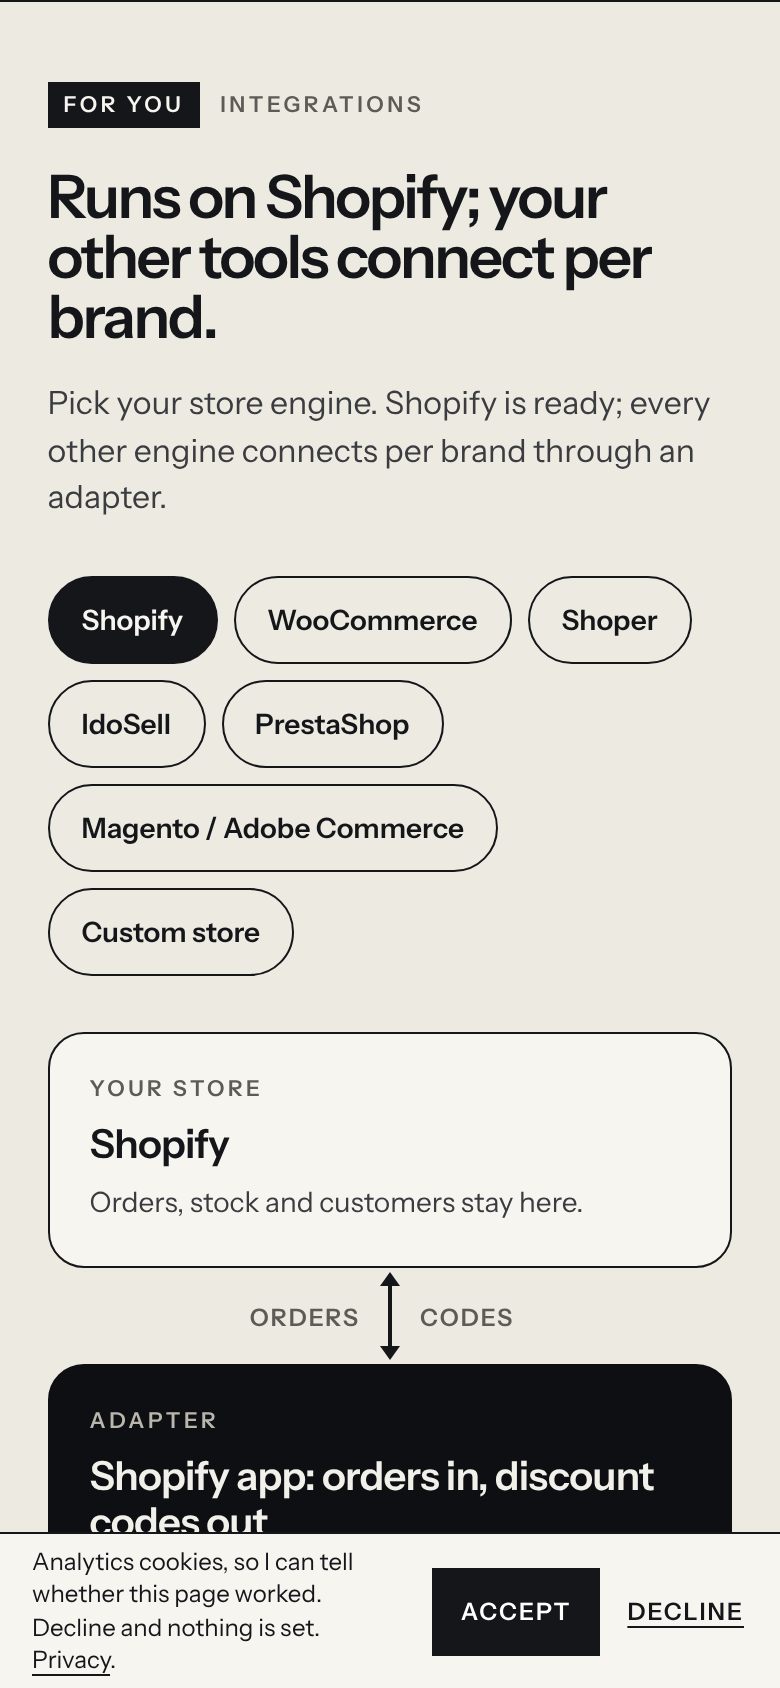 FOR YOU INTEGRATIONS
Runs on Shopify; your
other tools connect per
brand.
Pick your store engine. Shopify is ready; every
other engine connects per brand through an
adapter.
Shopify WooCommerce Shoper
IdoSell PrestaShop
Magento / Adobe Commerce
Custom store
YOUR STORE
Shopify
Orders, stock and customers stay here.
ORDERS CODES
ADAPTER
Shopify app: orders in, discount
codes out
Analytics cookies, so I can tell
whether this page worked.
Decline and nothing is set.
Privacy.
ACCEPT DECLINE